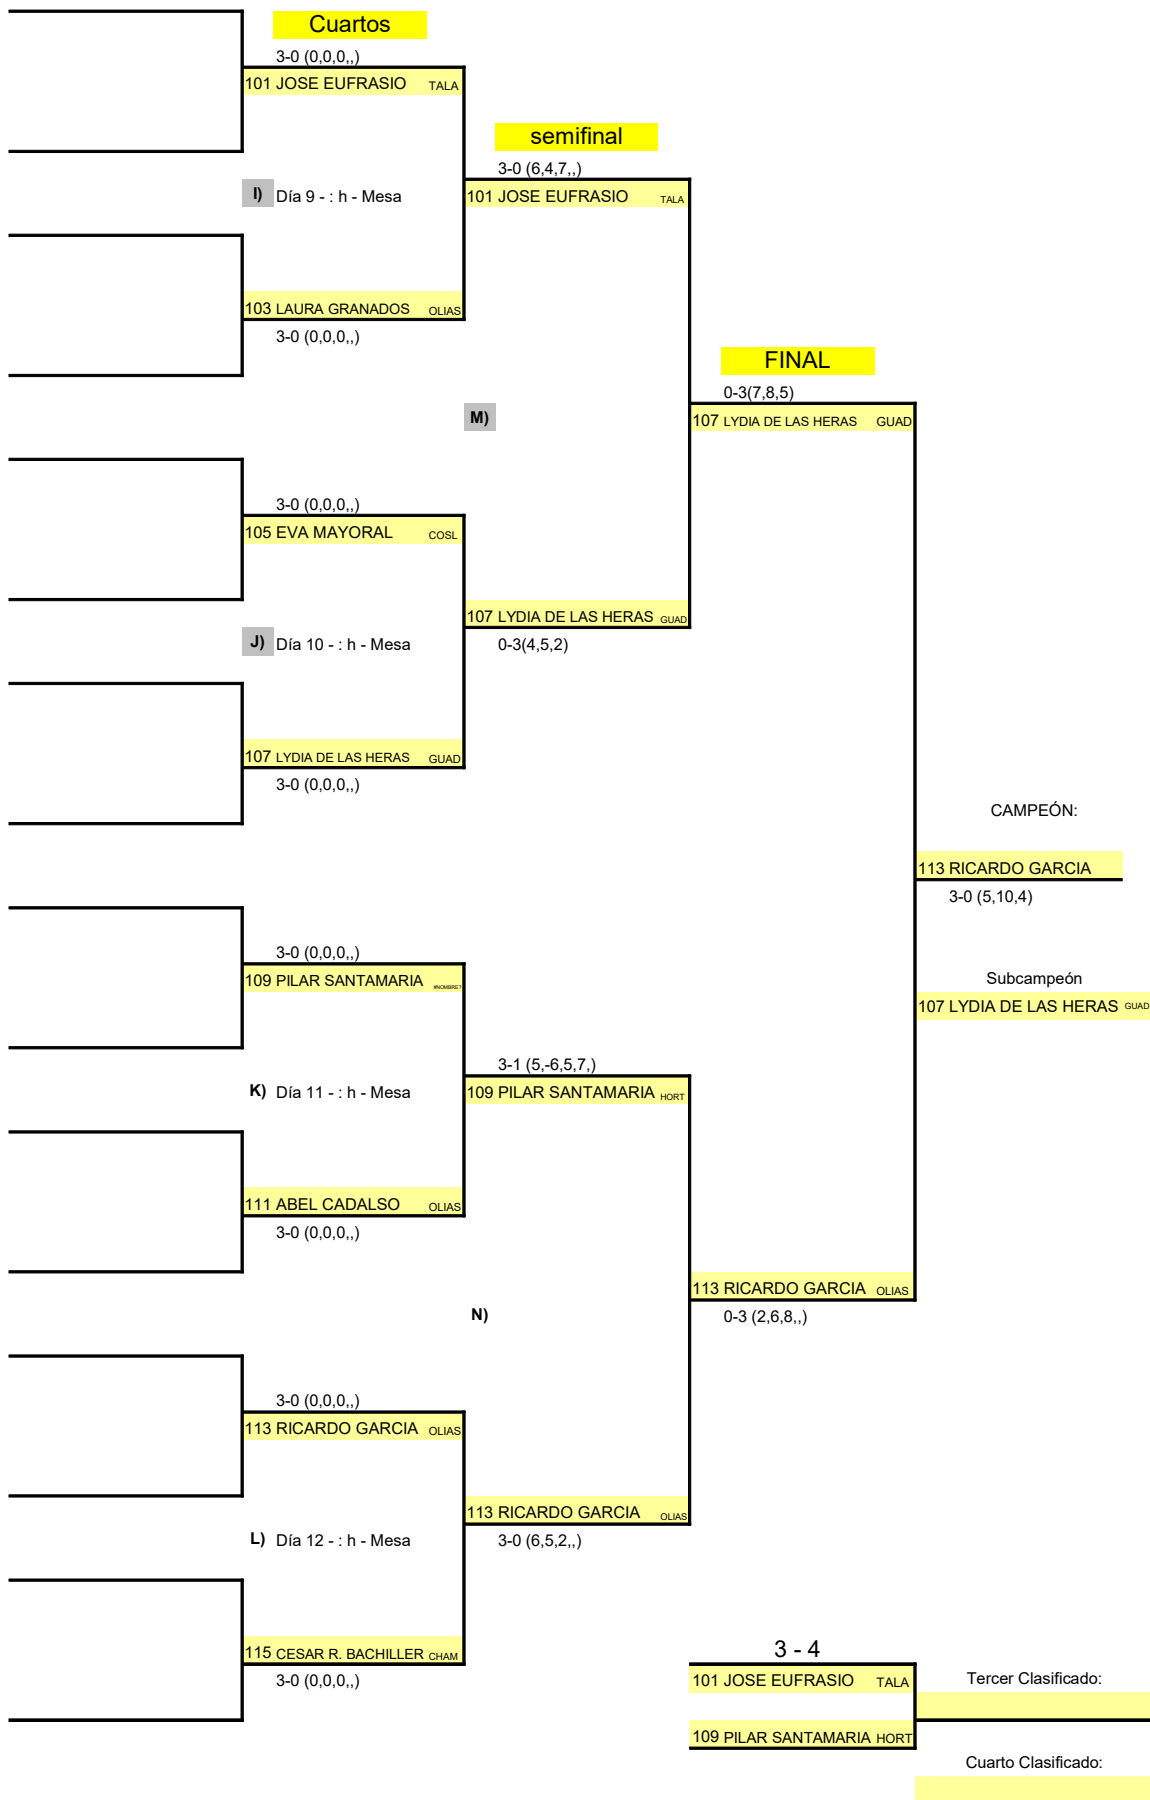 Cuartos
3-0 (0,0,0,,)
101 JOSE EUFRASIO TALA
semifinal
3-0 (6,4,7,,)
I) Día 9 - : h - Mesa
101 JOSE EUFRASIO TALA
103 LAURA GRANADOS OLIAS
3-0 (0,0,0,,)
FINAL
0-3(7,8,5)
M)
107 LYDIA DE LAS HERAS GUAD
3-0 (0,0,0,,)
105 EVA MAYORAL COSL
107 LYDIA DE LAS HERAS GUAD
J) Día 10 - : h - Mesa
0-3(4,5,2)
107 LYDIA DE LAS HERAS GUAD
3-0 (0,0,0,,)
CAMPEÓN:
113 RICARDO GARCIA
3-0 (5,10,4)
3-0 (0,0,0,,)
109 PILAR SANTAMARIA #NOMBRE?
Subcampeón
107 LYDIA DE LAS HERAS GUAD
3-1 (5,-6,5,7,)
K) Día 11 - : h - Mesa
109 PILAR SANTAMARIA HORT
111 ABEL CADALSO OLIAS
3-0 (0,0,0,,)
113 RICARDO GARCIA OLIAS
N)
0-3 (2,6,8,,)
3-0 (0,0,0,,)
113 RICARDO GARCIA OLIAS
113 RICARDO GARCIA OLIAS
L) Día 12 - : h - Mesa
3-0 (6,5,2,,)
115 CESAR R. BACHILLER CHAM
3-0 (0,0,0,,)
3 - 4
101 JOSE EUFRASIO TALA
Tercer Clasificado:
109 PILAR SANTAMARIA HORT
Cuarto Clasificado: